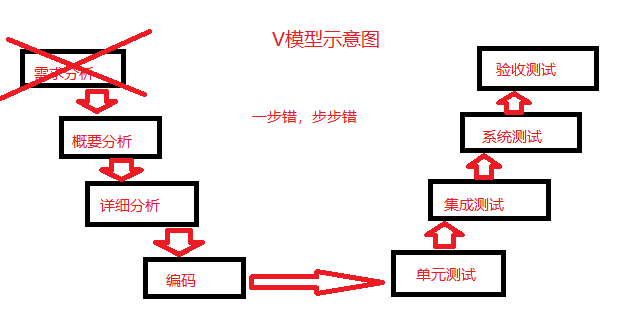 V模型示意图
需求分析
验收测试
一步错，步步错
概要分析
系统测试
详细分析
集成测试
编码
单元测试